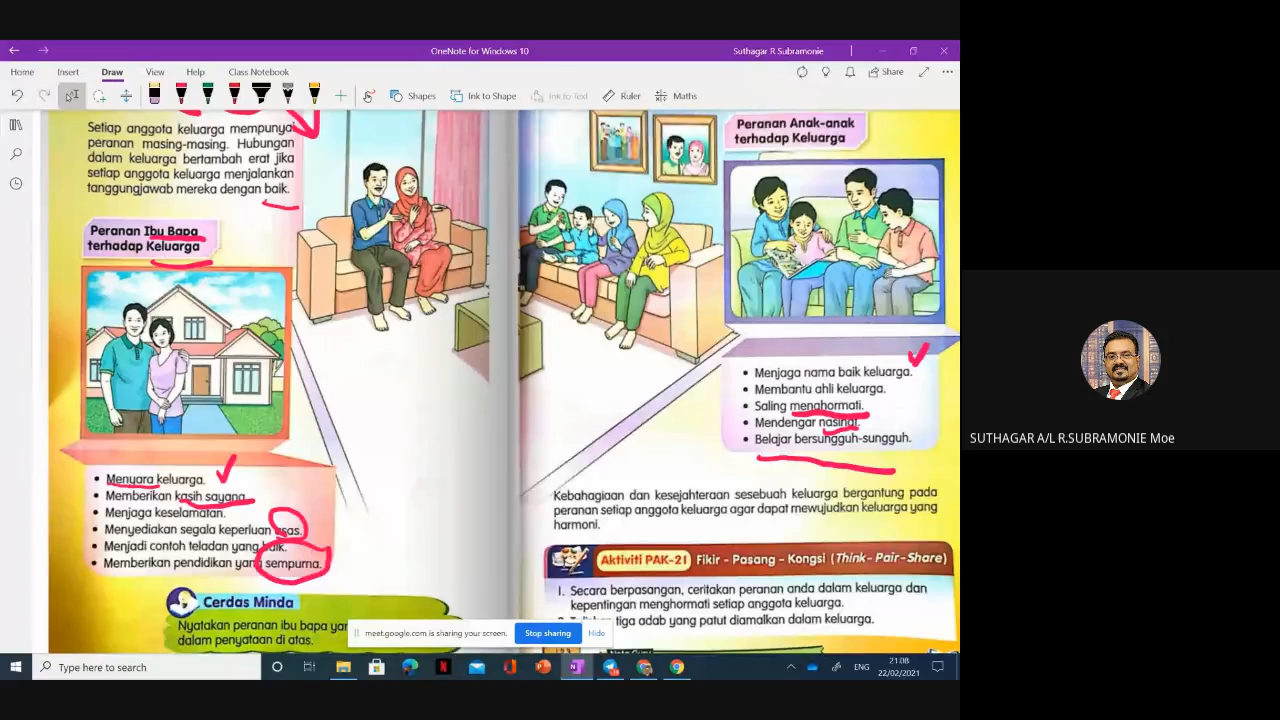 OneNote for Windows 10
Suthagar R Subramonie
Home Insert Draw View Help Class Notebook
Share
Shapes Ink to Shape Ink to Text Ruler Maths
Setiap anggota keluarga mempunyai
peranan masing-masing. Hubungan
dalam keluarga bertambah erat jika
setiap anggota keluarga menjalankan
tanggungjawab mereka dengan baik.
Peranan Ibu Bapa
terhadap Keluarga
• Menyara keluarga.
• Memberikan kasih sayang.
• Menjaga keselamatan.
• Menyediakan segala keperluan asas.
• Menjadi contoh teladan yang baik.
• Memberikan pendidikan yang sempurna.
Cerdas Minda
Nyatakan peranan ibu bapa
dalam penyataan di atas.
Peranan Anak-anak
terhadap Keluarga
• Menjaga nama baik keluarga.
• Membantu ahli keluarga.
• Saling menghormati.
• Mendengar nasihat.
• Belajar bersungguh-sungguh.
Kebahagiaan dan kesejahteraan sesebuah keluarga bergantung pada
peranan setiap anggota keluarga agar dapat mewujudkan keluarga yang
harmoni.
Aktiviti PAK-21 Fikir - Pasang - Kongsi (Think - Pair - Share)
1. Secara berpasangan, ceritakan peranan anda dalam keluarga dan
kepentingan menghormati setiap anggota keluarga.
tiga adab yang patut diamalkan dalam keluarga.
meet.google.com is sharing your screen. Stop sharing Hide
Type here to search
ENG
21:08
22/02/2021
SUTHAGAR A/L R.SUBRAMONIE Moe